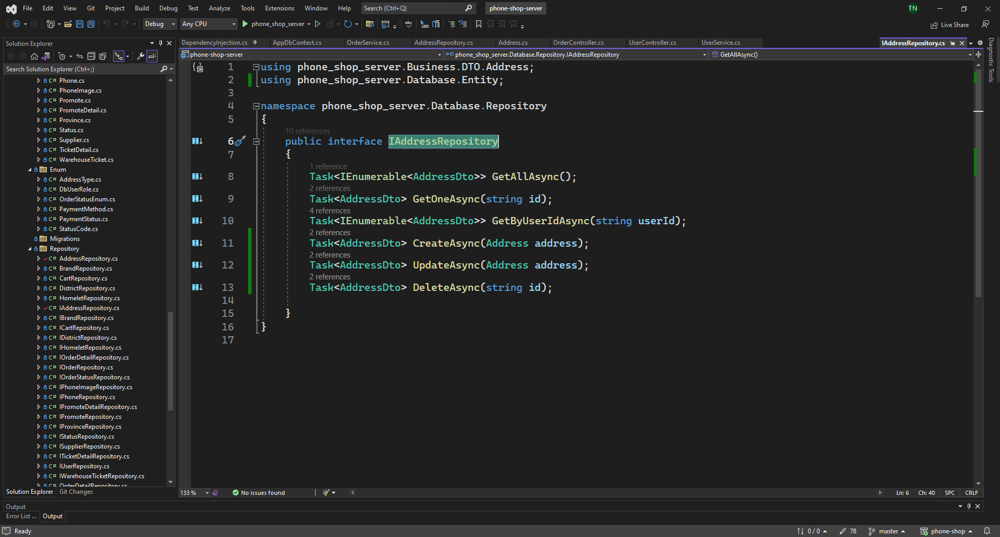 File Edit View Git Project Build Debug Test Analyze Tools Extensions Window Help Search (Ctrl+Q) phone-shop-server TN
Debug Any CPU phone_shop_server Live Share
Solution Explorer
Search Solution Explorer (Ctrl+;)
Phone.cs
PhoneImage.cs
Promote.cs
PromoteDetail.cs
Province.cs
Status.cs
Supplier.cs
TicketDetail.cs
WarehouseTicket.cs
Enum
AddressType.cs
DbUserRole.cs
OrderStatusEnum.cs
PaymentMethod.cs
PaymentStatus.cs
StatusCode.cs
Migrations
Repository
AddressRepository.cs
BrandRepository.cs
CartRepository.cs
DistrictRepository.cs
HomeletRepository.cs
IAddressRepository.cs
IBrandRepository.cs
ICartRepository.cs
IDistrictRepository.cs
IHomeletRepository.cs
IOrderDetailRepository.cs
IOrderRepository.cs
IOrderStatusRepository.cs
IPhoneImageRepository.cs
IPhoneRepository.cs
IPromoteDetailRepository.cs
IPromoteRepository.cs
IProvinceRepository.cs
IStatusRepository.cs
ISupplierRepository.cs
ITicketDetailRepository.cs
IUserRepository.cs
IWarehouseTicketRepository.cs
OrderDetailRepository.cs
Solution Explorer Git Changes
DependencyInjection.cs AppDbContext.cs OrderService.cs AddressRepository.cs Address.cs OrderController.cs UserController.cs UserService.cs IAddressRepository.cs
phone-shop-server phone_shop_server.Database.Repository.IAddressRepository GetAllAsync()
1 using phone_shop_server.Business.DTO.Address;
2 using phone_shop_server.Database.Entity;
3
4 namespace phone_shop_server.Database.Repository
5 {
10 references
6 public interface IAddressRepository
7 {
1 reference
8 Task<IEnumerable<AddressDto>> GetAllAsync();
2 references
9 Task<AddressDto> GetOneAsync(string id);
4 references
10 Task<IEnumerable<AddressDto>> GetByUserIdAsync(string userId);
2 references
11 Task<AddressDto> CreateAsync(Address address);
2 references
12 Task<AddressDto> UpdateAsync(Address address);
2 references
13 Task<AddressDto> DeleteAsync(string id);
14
15 }
16 }
17
Diagnostic Tools
133 % No issues found Ln: 6 Ch: 40 SPC CRLF
Output
Error List ... Output
Ready 0 / 0 78 master phone-shop